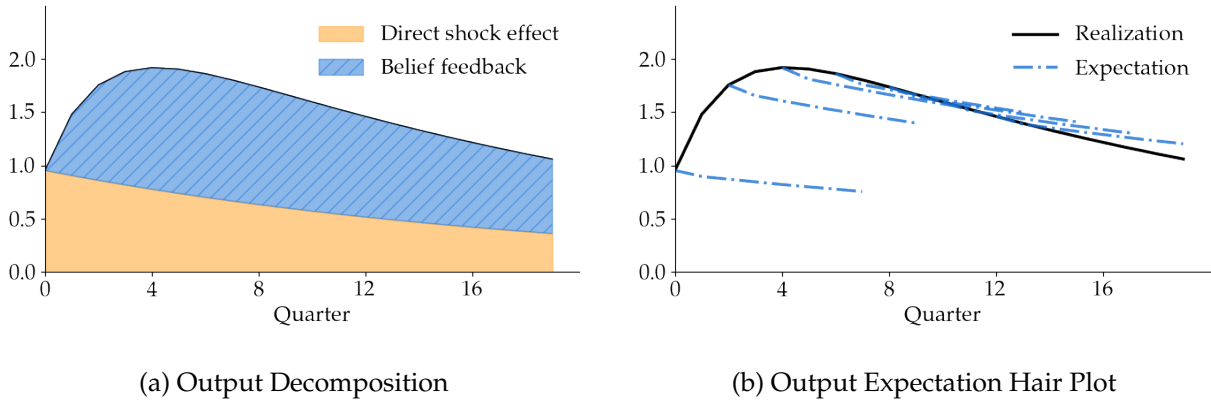 Direct shock effect
Belief feedback
2.0
1.5
1.0
0.5
0.0
0 4 8 12 16
Quarter
(a) Output Decomposition
Realization
Expectation
2.0
1.5
1.0
0.5
0.0
0 4 8 12 16
Quarter
(b) Output Expectation Hair Plot